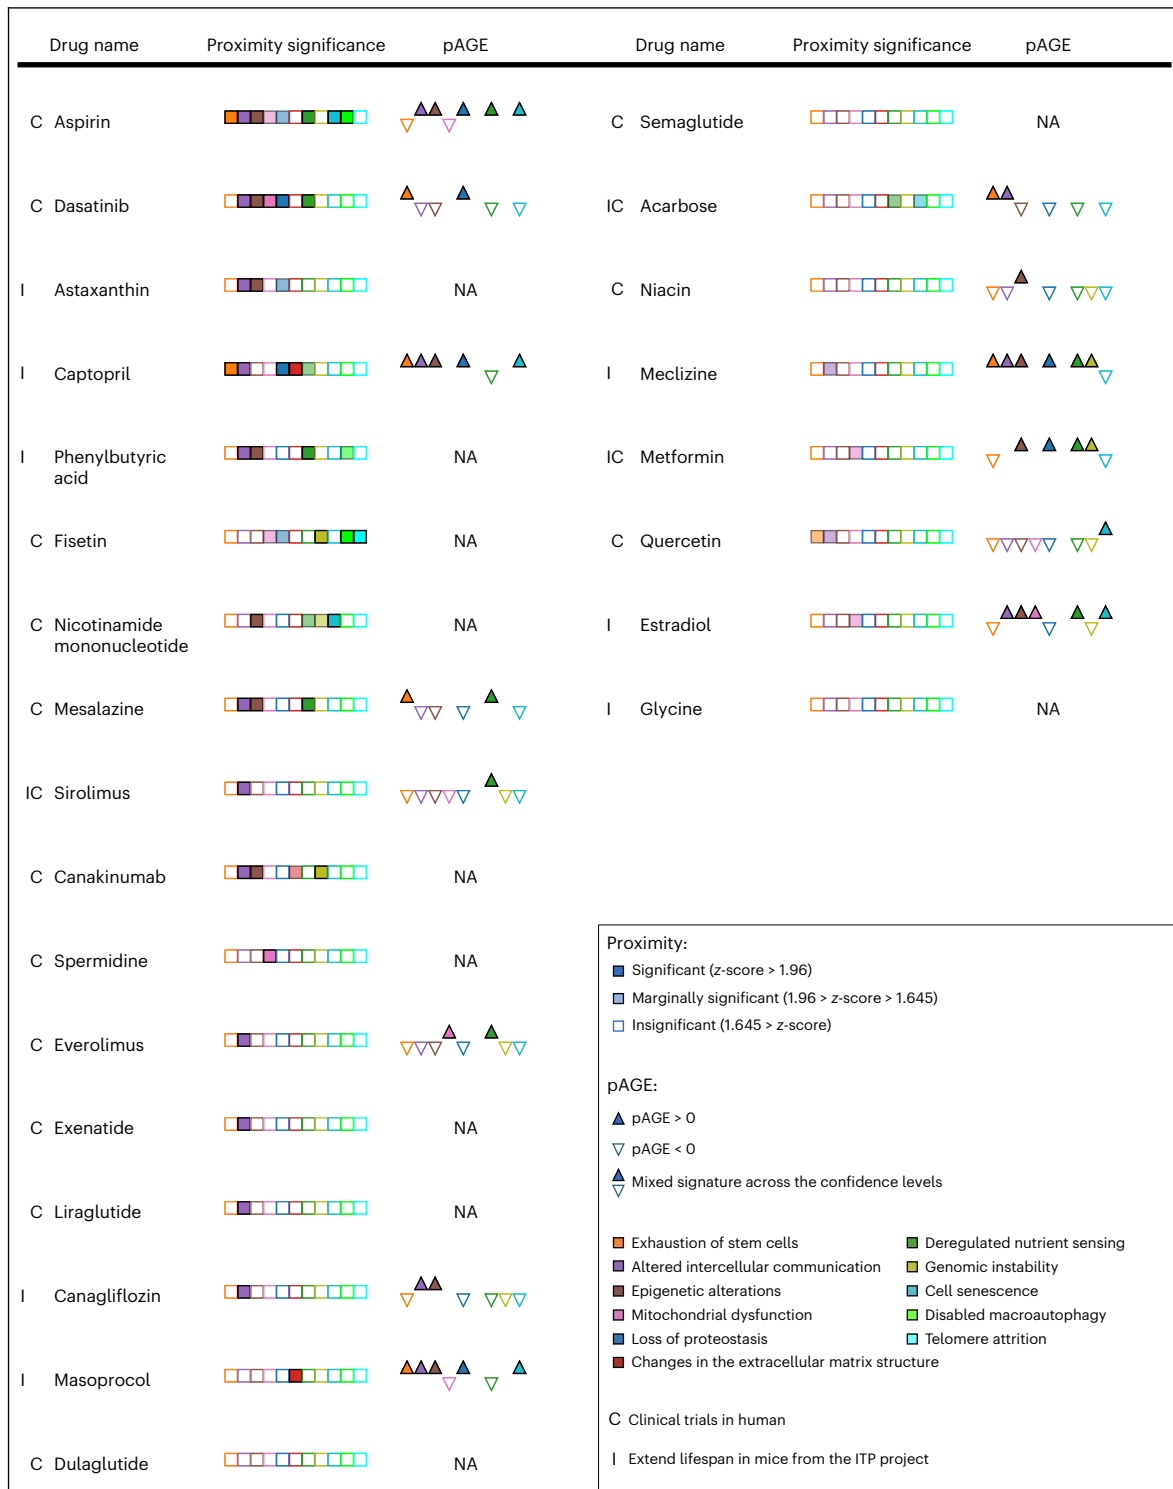 Drug name Proximity significance pAGE Drug name Proximity significance pAGE
C Aspirin
C Dasatinib
I Astaxanthin NA
I Captopril
I Phenylbutyric NA
acid
C Fisetin NA
C Nicotinamide NA
mononucleotide
C Mesalazine
IC Sirolimus
C Canakinumab NA
C Spermidine NA
C Everolimus
C Exenatide NA
C Liraglutide NA
I Canagliflozin
I Masoprocol
C Dulaglutide NA
C Semaglutide NA
IC Acarbose
C Niacin
I Meclizine
IC Metformin
C Quercetin
I Estradiol
I Glycine NA
Proximity:
Significant (z-score > 1.96)
Marginally significant (1.96 > z-score > 1.645)
Insignificant (1.645 > z-score)
pAGE:
pAGE > 0
pAGE < 0
Mixed signature across the confidence levels
Exhaustion of stem cells
Altered intercellular communication
Epigenetic alterations
Mitochondrial dysfunction
Loss of proteostasis
Changes in the extracellular matrix structure
Deregulated nutrient sensing
Genomic instability
Cell senescence
Disabled macroautophagy
Telomere attrition
C Clinical trials in human
I Extend lifespan in mice from the ITP project